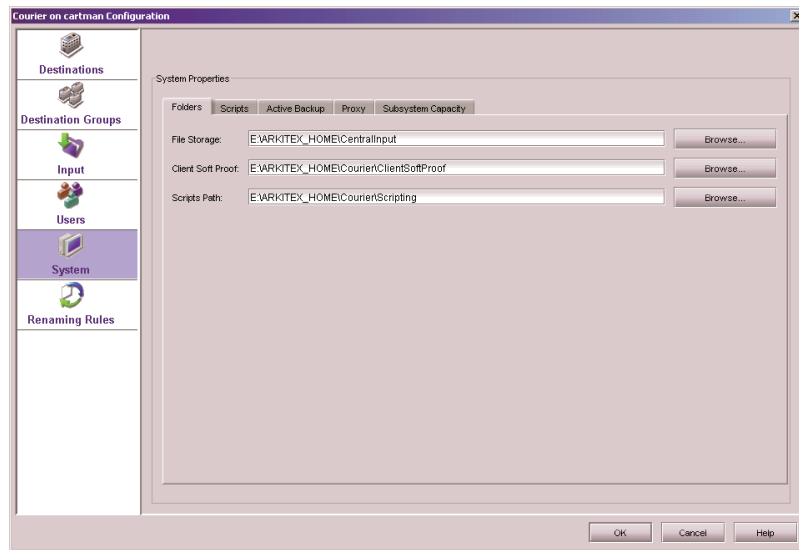 Courier on cartman Configuration
Destinations
Destination Groups
Input
Users
System
Renaming Rules
System Properties
Folders Scripts Active Backup Proxy Subsystem Capacity
File Storage: E:\ARKITEX_HOME\CentralInput Browse...
Client Soft Proof: E:\ARKITEX_HOME\Courier\ClientSoftProof Browse...
Scripts Path: E:\ARKITEX_HOME\Courier\Scripting Browse...
OK Cancel Help